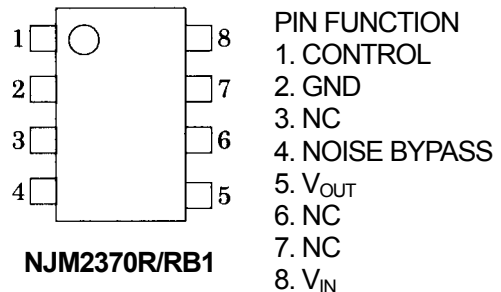 1 8
2 7
3 6
4 5
NJM2370R/RB1
PIN FUNCTION
1. CONTROL
2. GND
3. NC
4. NOISE BYPASS
5. VOUT
6. NC
7. NC
8. VIN